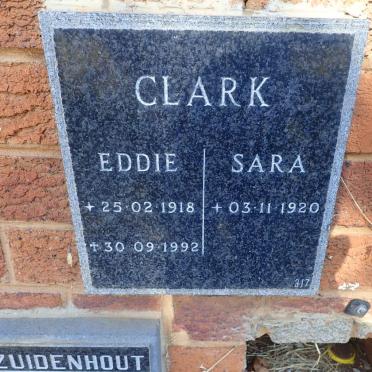 CLARK
EDDIE SARA
+ 25·02·1918 + 03·11·1920
+ 30·09·1992
317
ZUIDENHOUT